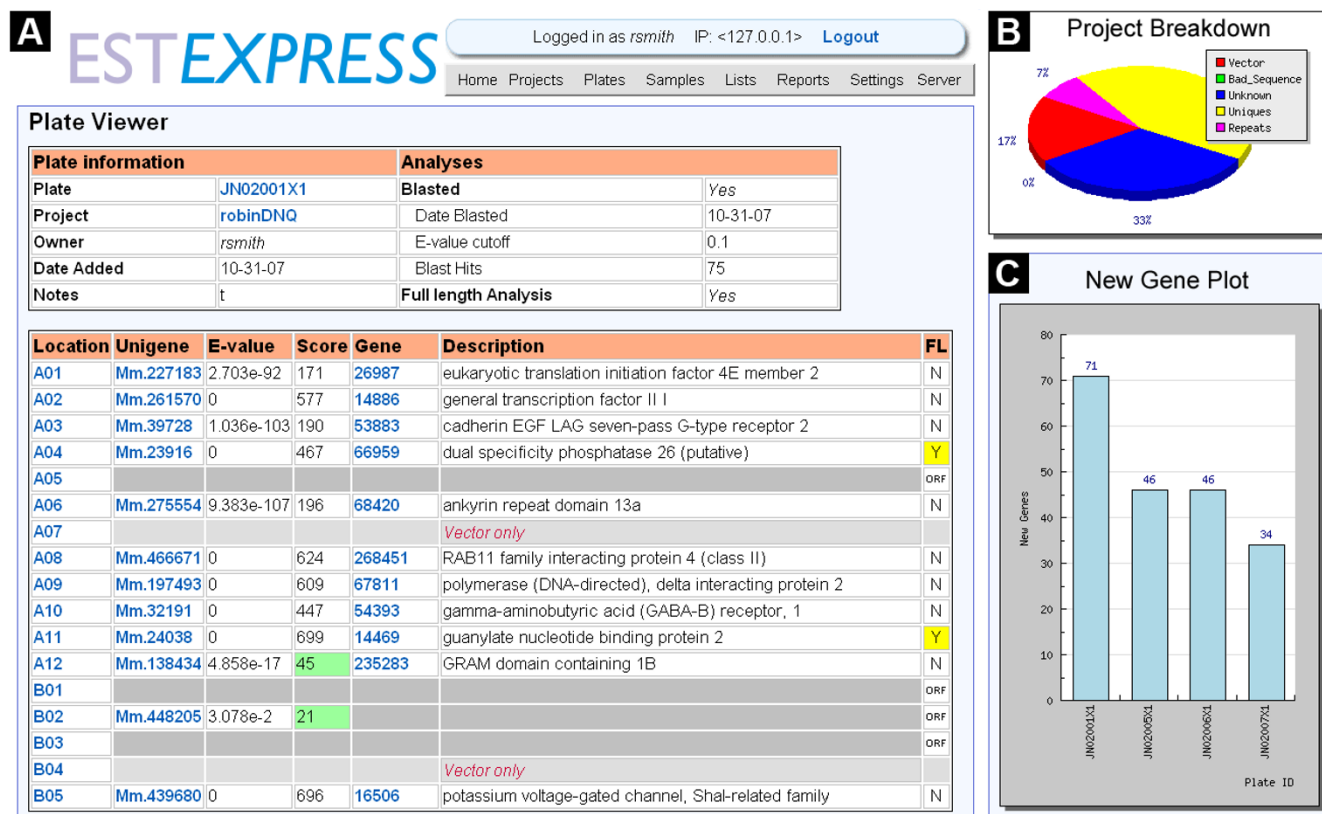 A
ESTEXPRESS
Logged in as rsmith IP: <127.0.0.1> Logout
Home Projects Plates Samples Lists Reports Settings Server
Plate Viewer
Plate information Analyses
Plate JN02001X1 Blasted Yes
Project robinDNQ Date Blasted 10-31-07
Owner rsmith E-value cutoff 0.1
Date Added 10-31-07 Blast Hits 75
Notes t Full length Analysis Yes
Location Unigene E-value Score Gene Description FL
A01 Mm.227183 2.703e-92 171 26987 eukaryotic translation initiation factor 4E member 2 N
A02 Mm.261570 0 577 14886 general transcription factor II I N
A03 Mm.39728 1.036e-103 190 53883 cadherin EGF LAG seven-pass G-type receptor 2 N
A04 Mm.23916 0 467 66959 dual specificity phosphatase 26 (putative) Y
A05 ORF
A06 Mm.275554 9.383e-107 196 68420 ankyrin repeat domain 13a N
A07 Vector only
A08 Mm.466671 0 624 268451 RAB11 family interacting protein 4 (class II) N
A09 Mm.197493 0 609 67811 polymerase (DNA-directed), delta interacting protein 2 N
A10 Mm.32191 0 447 54393 gamma-aminobutyric acid (GABA-B) receptor, 1 N
A11 Mm.24038 0 699 14469 guanylate nucleotide binding protein 2 Y
A12 Mm.138434 4.858e-17 45 235283 GRAM domain containing 1B N
B01 ORF
B02 Mm.448205 3.078e-2 21 ORF
B03 ORF
B04 Vector only
B05 Mm.439680 0 696 16506 potassium voltage-gated channel, Shal-related family N
B
Project Breakdown
Vector
Bad_Sequence
Unknown
Uniques
Repeats
7%
17%
0%
33%
C
New Gene Plot
80
70
60
50
40
30
20
10
0
New Genes
71
46
46
34
JN02001X1
JN02005X1
JN02006X1
JN02007X1
Plate ID